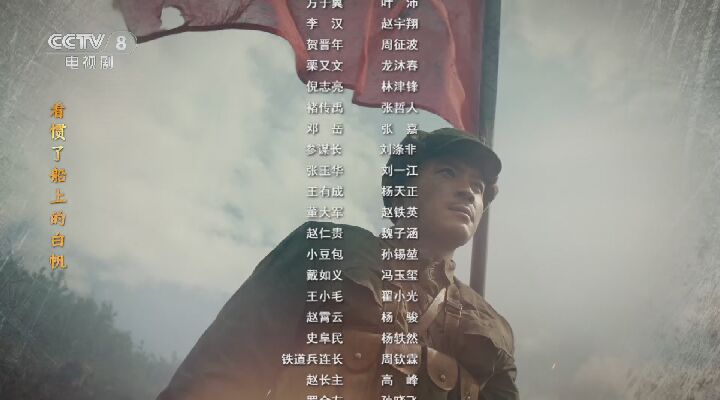 CCTV 8
电视剧
看惯了船上的白帆
方子翼 叶沛
李汉 赵宇翔
贺晋年 周征波
栗又文 龙沐春
倪志亮 林津锋
褚传禹 张哲人
邓岳 张嘉
参谋长 刘涤非
张玉华 刘一江
王有成 杨天正
董大军 赵铁英
赵仁贵 魏子涵
小豆包 孙锡堃
戴如义 冯玉玺
王小毛 翟小光
赵霄云 杨骏
史阜民 杨轶然
铁道兵连长 周钦霖
赵长主 高峰